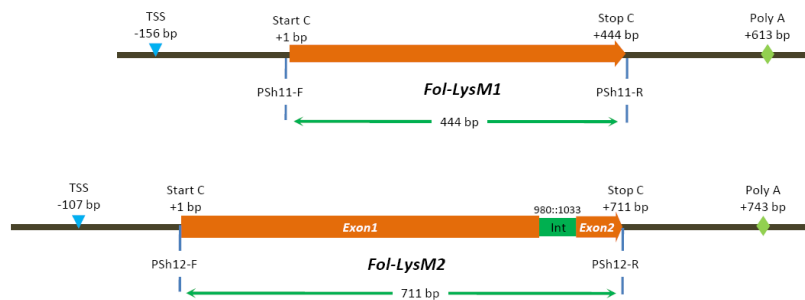 TSS
-156 bp
Start C
+1 bp
Stop C
+444 bp
Poly A
+613 bp
PSh11-F
Fol-LysM1
PSh11-R
444 bp
TSS
-107 bp
Start C
+1 bp
980::1033
Stop C
+711 bp
Poly A
+743 bp
Exon1
Int
Exon2
PSh12-F
Fol-LysM2
PSh12-R
711 bp